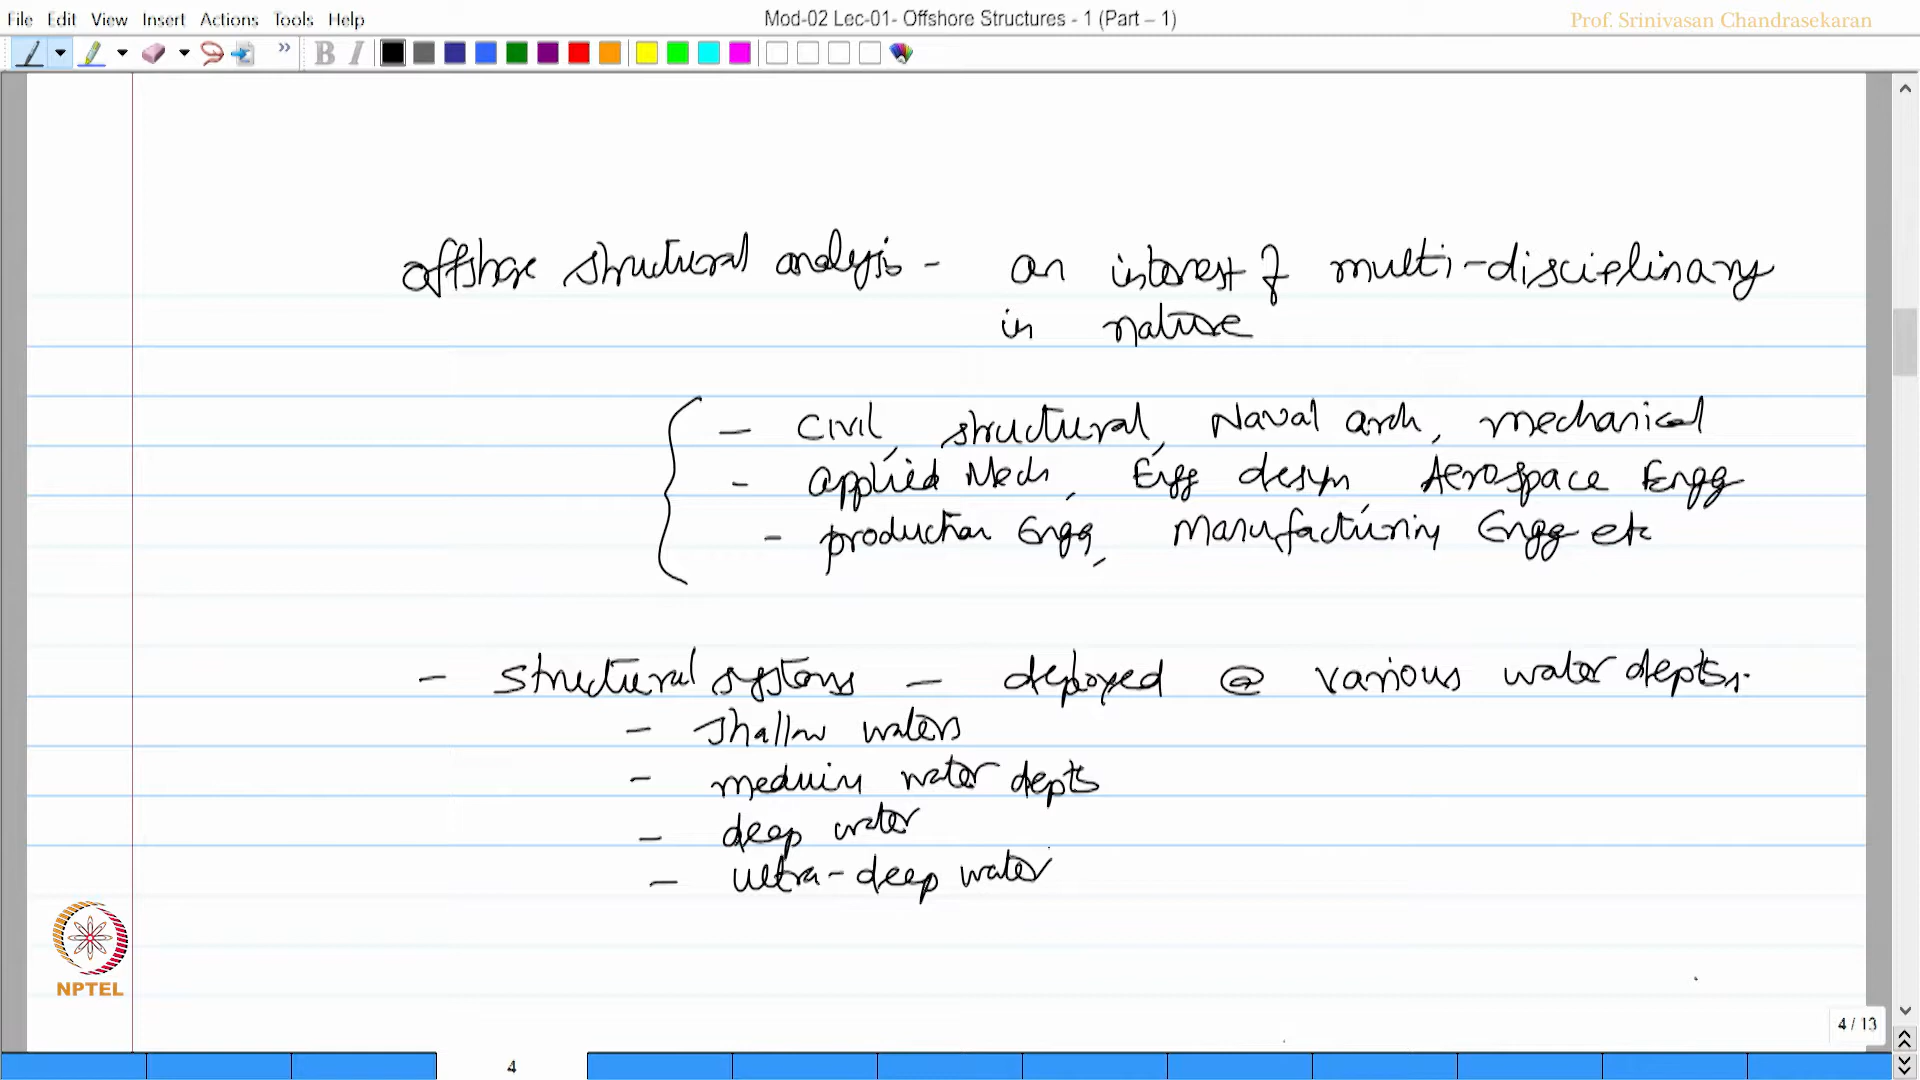 File Edit View Insert Actions Tools Help
Mod-02 Lec-01- Offshore Structures - 1 (Part – 1)
Prof. Srinivasan Chandrasekaran
B I
offshore structural analysis - an interest of multi-disciplinary
in nature
- Civil, structural, Naval arch, mechanical
- applied Mech, Engg design, Aerospace Engg
- production Engg, Manufacturing Engg etc
- structural systems - deployed @ various water depts.
- shallow waters
- medium water depts
- deep water
- ultra-deep water
NPTEL
4 / 13
4